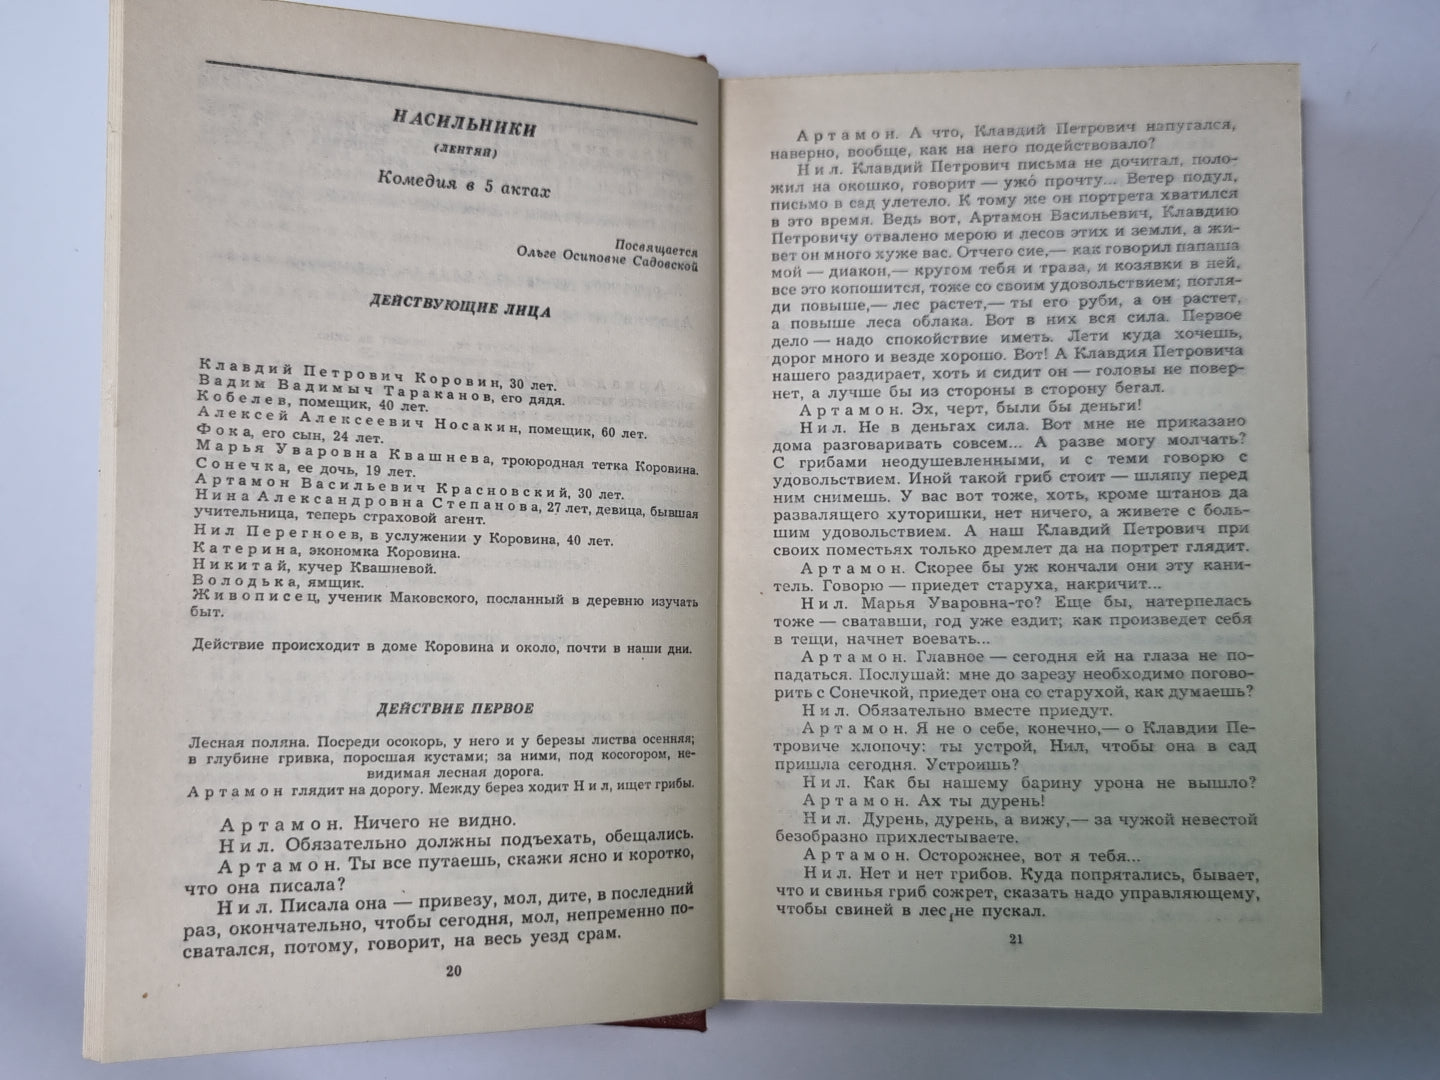 НАСИЛЬНИКИ
(ЛЕНТЯЙ)
Комедия в 5 актах
Посвящается
Ольге Осиповне Садовской
ДЕЙСТВУЮЩИЕ ЛИЦА
Клавдий Петрович Коровин, 30 лет.
Вадим Вадимыч Тараканов, его дядя.
Кобелев, помещик, 40 лет.
Алексей Алексеевич Носакин, помещик, 60 лет.
Фока, его сын, 24 лет.
Марья Уваровна Квашнева, троюродная тетка Коровина.
Сонечка, ее дочь, 19 лет.
Артамон Васильевич Красновский, 30 лет.
Нина Александровна Степанова, 27 лет, девица, бывшая
учительница, теперь страховой агент.
Нил Перегноев, в услужении у Коровина, 40 лет.
Катерина, экономка Коровина.
Никитай, кучер Квашневой.
Володька, ямщик.
Живописец, ученик Маковского, посланный в деревню изучать
быт.
Действие происходит в доме Коровина и около, почти в наши дни.
ДЕЙСТВИЕ ПЕРВОЕ
Лесная поляна. Посреди осокорь, у него и у березы листва осенняя;
в глубине гривка, поросшая кустами; за ними, под косогором, не-
видимая лесная дорога.
Артамон глядит на дорогу. Между берез ходит Нил, ищет грибы.
Артамон. Ничего не видно.
Нил. Обязательно должны подъехать, обещались.
Артамон. Ты все путаешь, скажи ясно и коротко,
что она писала?
Нил. Писала она — привезу, мол, дите, в последний
раз, окончательно, чтобы сегодня, мол, непременно по-
сватался, потому, говорит, на весь уезд срам.
20
Артамон. А что, Клавдий Петрович напугался,
наверно, вообще, как на него подействовало?
Нил. Клавдий Петрович письма не дочитал, поло-
жил на окошко, говорит — ужо́ прочту... Ветер подул,
письмо в сад улетело. К тому же он портрета хватился
в это время. Ведь вот, Артамон Васильевич, Клавдию
Петровичу отвалено мерою и лесов этих и земли, а жи-
вет он много хуже вас. Отчего сие,— как говорил папаша
мой — диакон,— кругом тебя и трава, и козявки в ней,
все это копошится, тоже со своим удовольствием; погля-
ди повыше,— лес растет,— ты его руби, а он растет,
а повыше леса облака. Вот в них вся сила. Первое
дело — надо спокойствие иметь. Лети куда хочешь,
дорог много и везде хорошо. Вот! А Клавдия Петровича
нашего раздирает, хоть и сидит он — головы не повер-
нет, а лучше бы из стороны в сторону бегал.
Артамон. Эх, черт, были бы деньги!
Нил. Не в деньгах сила. Вот мне не приказано
дома разговаривать совсем... А разве могу молчать?
С грибами неодушевленными, и с теми говорю с
удовольствием. Иной такой гриб стоит — шляпу перед
ним снимешь. У вас вот тоже, хоть, кроме штанов да
развалящего хуторишки, нет ничего, а живете с боль-
шим удовольствием. А наш Клавдий Петрович при
своих поместьях только дремлет да на портрет глядит.
Артамон. Скорее бы уж кончали они эту кани-
тель. Говорю — приедет старуха, накричит...
Нил. Марья Уваровна-то? Еще бы, натерпелась
тоже — сватавши, год уже ездит; как произведет себя
в тещи, начнет воевать...
Артамон. Главное — сегодня ей на глаза не по-
падаться. Послушай: мне до зарезу необходимо погово-
рить с Сонечкой, приедет она со старухой, как думаешь?
Нил. Обязательно вместе приедут.
Артамон. Я не о себе, конечно,— о Клавдии Пе-
тровиче хлопочу: ты устрой, Нил, чтобы она в сад
пришла сегодня. Устроишь?
Нил. Как бы нашему барину урона не вышло?
Артамон. Ах ты дурень!
Нил. Дурень, дурень, а вижу,— за чужой невестой
безобразно прихлестываете.
Артамон. Осторожнее, вот я тебя...
Нил. Нет и нет грибов. Куда попрятались, бывает,
что и свинья гриб сожрет, сказать надо управляющему,
чтобы свиней в лес не пускал.
21